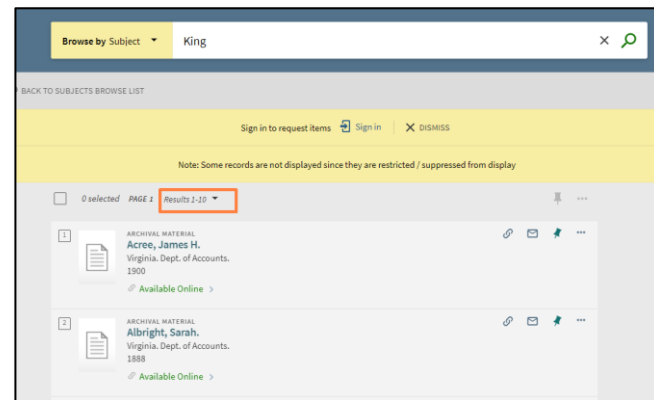 Browse by Subject King
BACK TO SUBJECTS BROWSE LIST
Sign in to request items Sign in DISMISS
Note: Some records are not displayed since they are restricted / suppressed from display
0 selected PAGE 1 Results 1-10
1
ARCHIVAL MATERIAL
Acree, James H.
Virginia. Dept. of Accounts.
1900
Available Online
2
ARCHIVAL MATERIAL
Albright, Sarah.
Virginia. Dept. of Accounts.
1888
Available Online